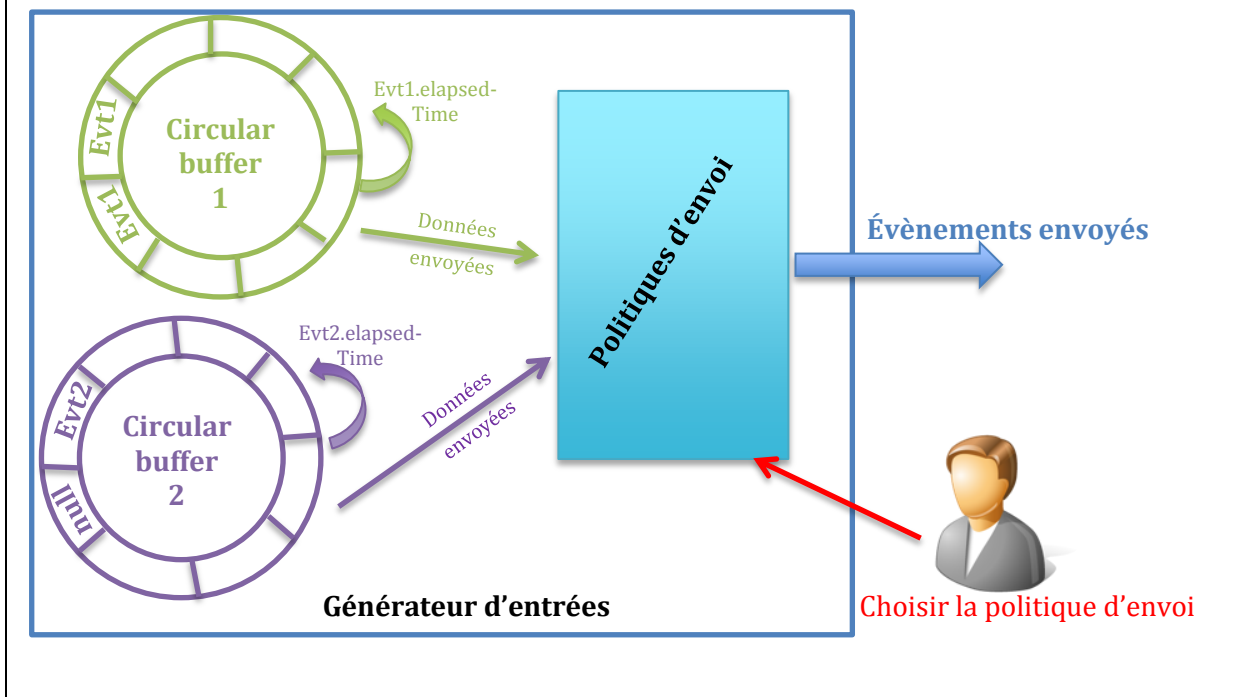 Evt1
Evt1
Circular
buffer
1
Evt1.elapsed-
Time
Données
envoyées
Evt2
null
Circular
buffer
2
Evt2.elapsed-
Time
Données
envoyées
Politiques d'envoi
Évènements envoyés
Générateur d’entrées
Choisir la politique d’envoi